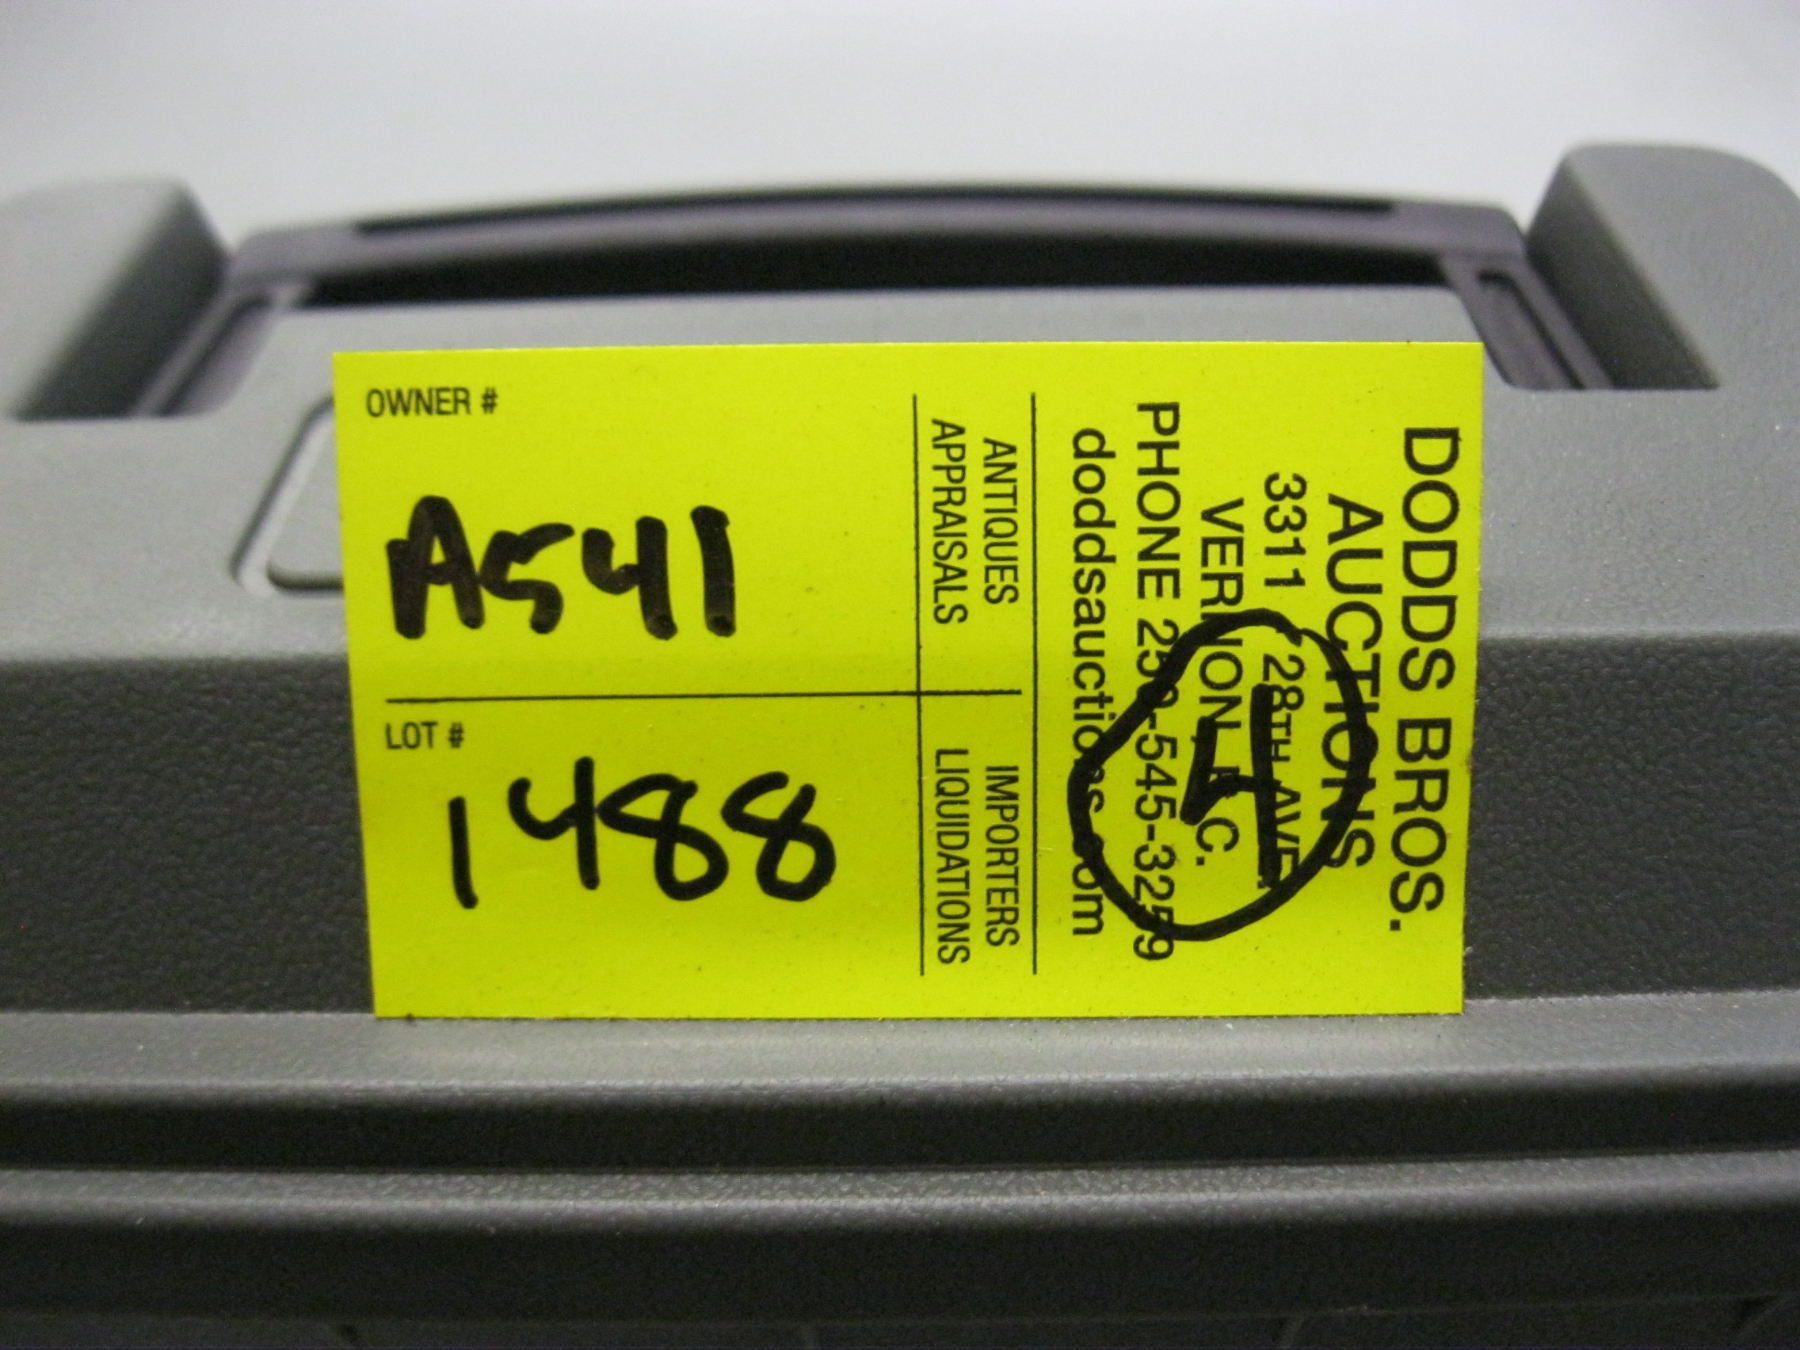 OWNER #
A541
LOT #
1488
ANTIQUES
APPRAISALS
IMPORTERS
LIQUIDATIONS
DODDS BROS.
AUCTIONS
3311 - 28TH AVE.
VERNON, B.C.
PHONE 250-545-3259
doddsauctions.com
4